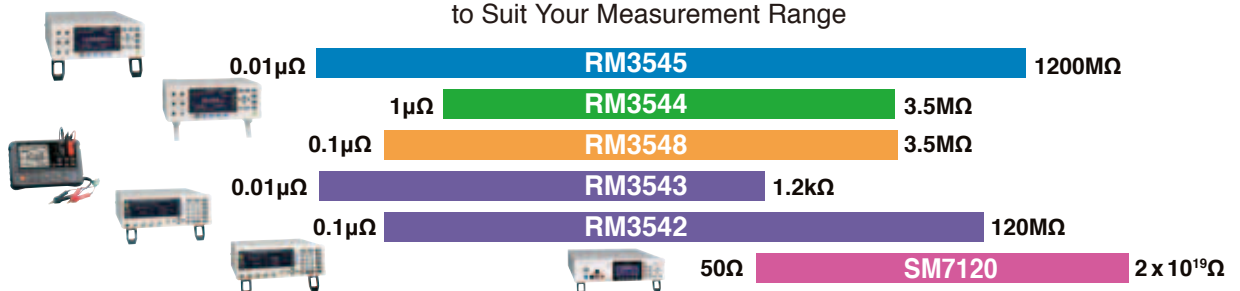 to Suit Your Measurement Range
0.01µΩ RM3545 1200MΩ
1µΩ RM3544 3.5MΩ
0.1µΩ RM3548 3.5MΩ
0.01µΩ RM3543 1.2kΩ
0.1µΩ RM3542 120MΩ
50Ω SM7120 2 x 10¹⁹Ω